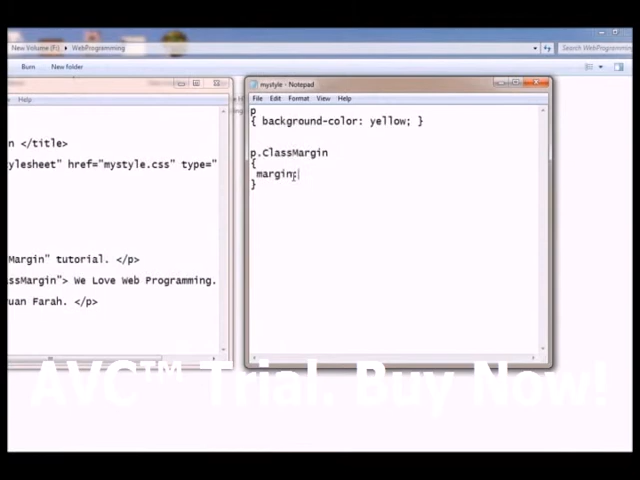 New Volume (F:) ▸ WebProgramming
Search WebProgramming
Burn New folder
Help
n </title>
ylesheet" href="mystyle.css" type="
Margin" tutorial. </p>
ssMargin"> We Love Web Programming.
uan Farah. </p>
mystyle - Notepad
File Edit Format View Help
p
{ background-color: yellow; }
p.ClassMargin
{
margin:
}
AVC™ Trial. Buy Now!